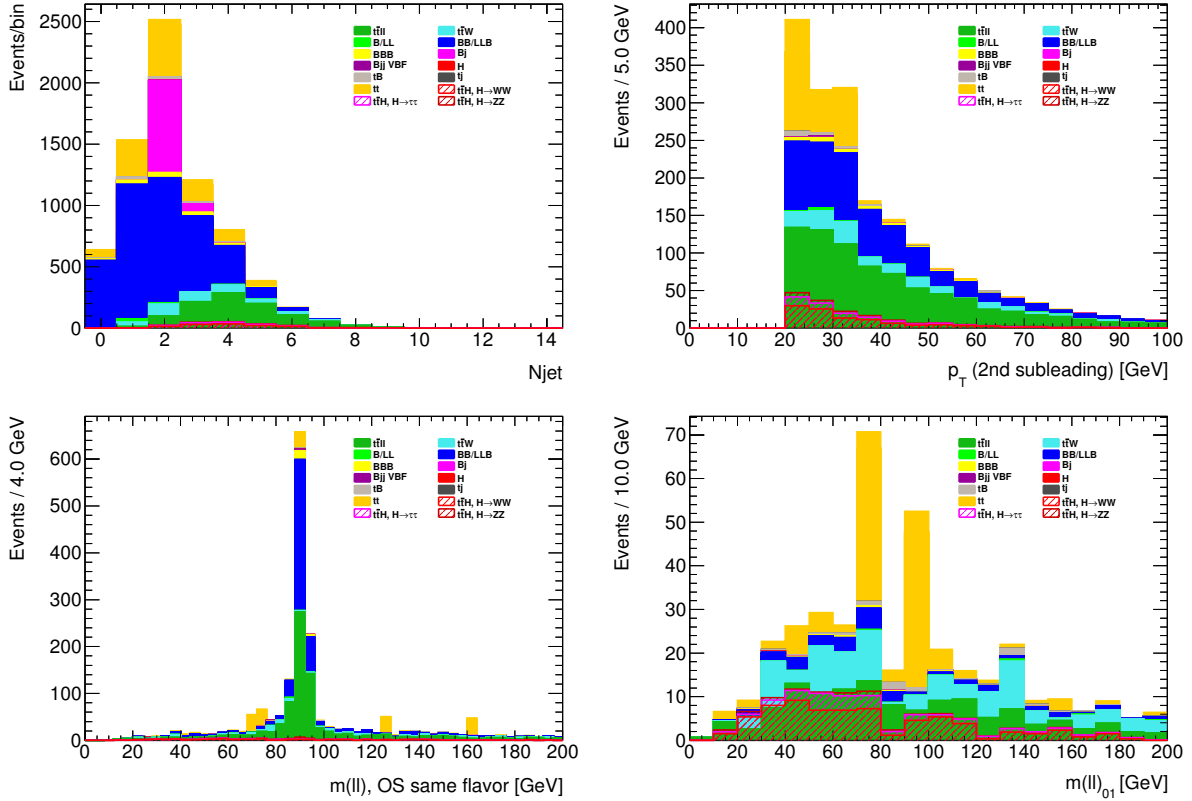 Events/bin
2500
2000
1500
1000
500
0
0 2 4 6 8 10 12 14
Njet
tt̄ll tt̄W
B/LL BB/LLB
BBB Bj
Bjj VBF H
tB tj
tt tt̄H, H→WW
tt̄H, H→ττ tt̄H, H→ZZ
Events / 5.0 GeV
400
350
300
250
200
150
100
50
0
0 10 20 30 40 50 60 70 80 90 100
p_T (2nd subleading) [GeV]
tt̄ll tt̄W
B/LL BB/LLB
BBB Bj
Bjj VBF H
tB tj
tt tt̄H, H→WW
tt̄H, H→ττ tt̄H, H→ZZ
Events / 4.0 GeV
600
500
400
300
200
100
0
0 20 40 60 80 100 120 140 160 180 200
m(ll), OS same flavor [GeV]
tt̄ll tt̄W
B/LL BB/LLB
BBB Bj
Bjj VBF H
tB tj
tt tt̄H, H→WW
tt̄H, H→ττ tt̄H, H→ZZ
Events / 10.0 GeV
70
60
50
40
30
20
10
0
0 20 40 60 80 100 120 140 160 180 200
m(ll)_01 [GeV]
tt̄ll tt̄W
B/LL BB/LLB
BBB Bj
Bjj VBF H
tB tj
tt tt̄H, H→WW
tt̄H, H→ττ tt̄H, H→ZZ